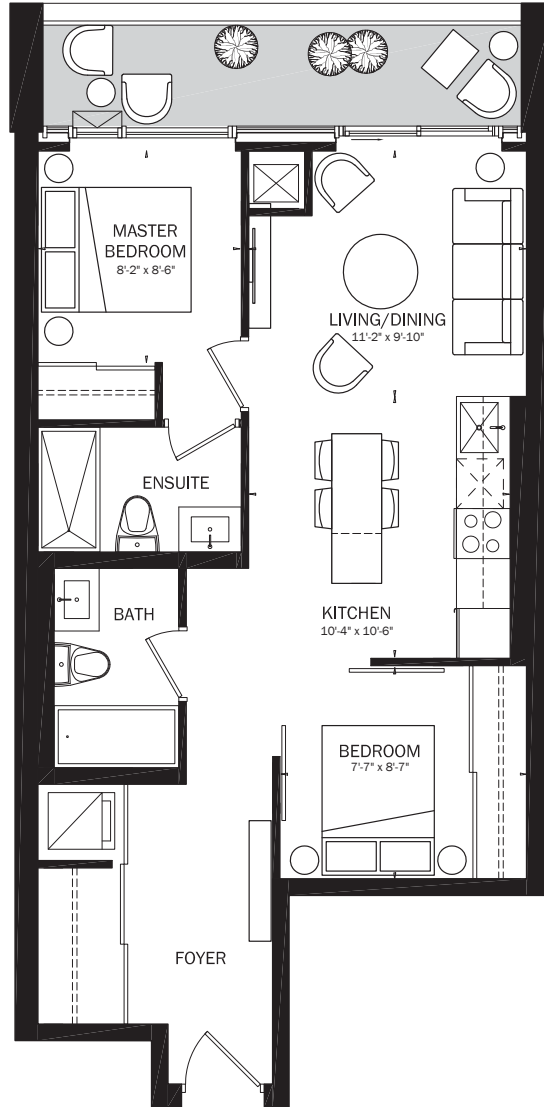 MASTER
BEDROOM
8'-2" x 8'-6"
LIVING/DINING
11'-2" x 9'-10"
ENSUITE
BATH
KITCHEN
10'-4" x 10'-6"
BEDROOM
7'-7" x 8'-7"
FOYER